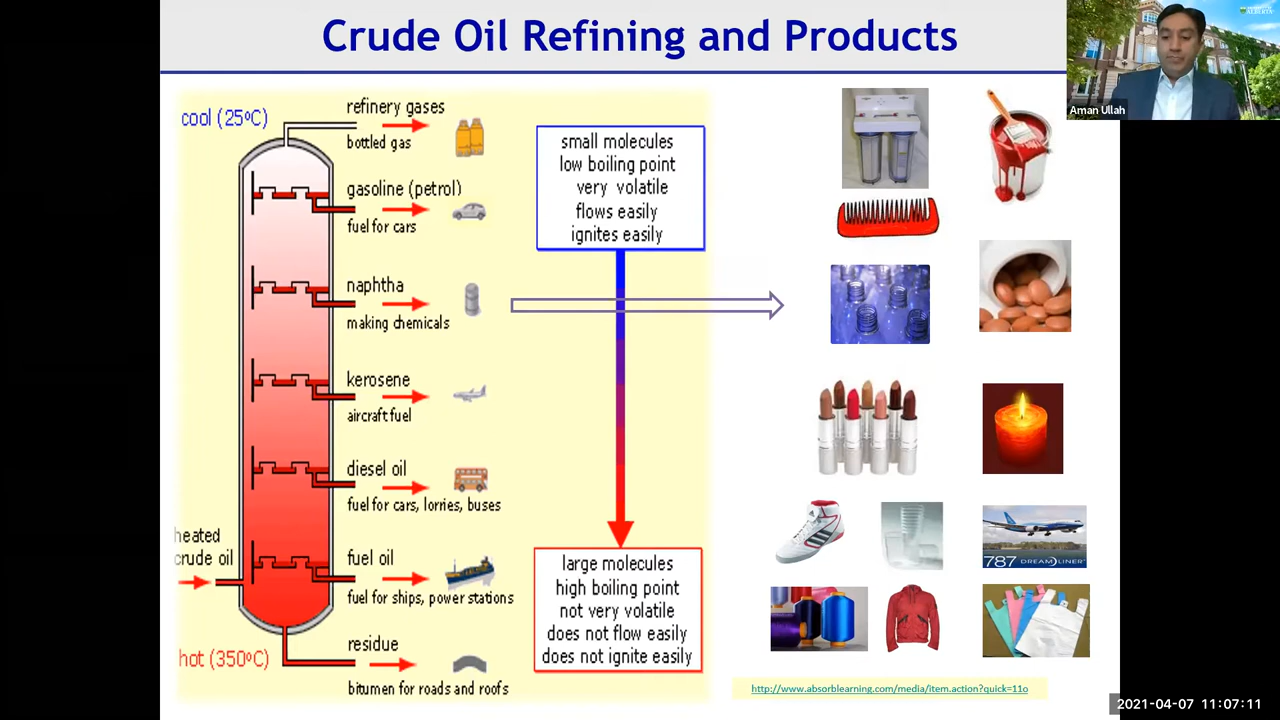 Crude Oil Refining and Products
ALBERTA
Aman Ullah
cool (25ºC)
refinery gases
bottled gas
gasoline (petrol)
fuel for cars
naphtha
making chemicals
kerosene
aircraft fuel
diesel oil
fuel for cars, lorries, buses
heated
crude oil
fuel oil
fuel for ships, power stations
hot (350ºC)
residue
bitumen for roads and roofs
small molecules
low boiling point
very volatile
flows easily
ignites easily
large molecules
high boiling point
not very volatile
does not flow easily
does not ignite easily
787 DREAMLINER
http://www.absorblearning.com/media/item.action?quick=11o
2021-04-07 11:07:11